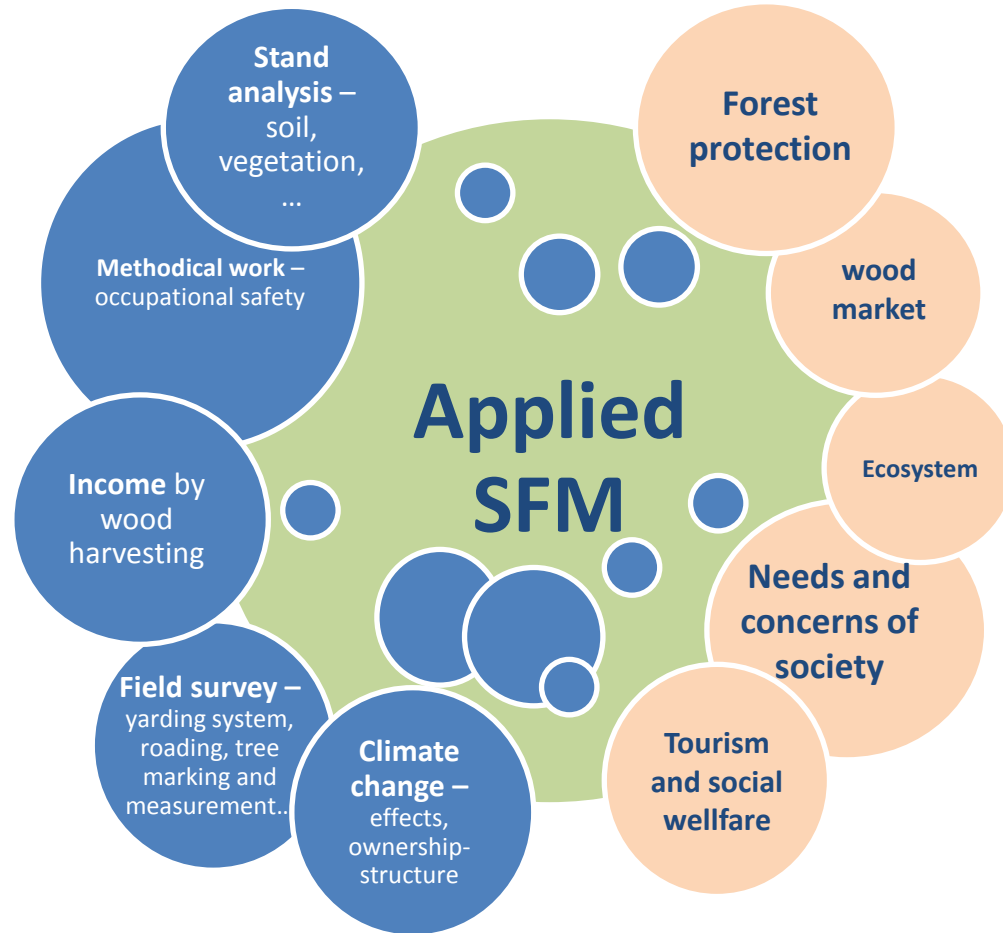 Stand
analysis –
soil,
vegetation,
...
Methodical work –
occupational safety
Income by
wood
harvesting
Field survey –
yarding system,
roading, tree
marking and
measurement...
Climate
change –
effects,
ownership-
structure
Applied
SFM
Forest
protection
wood
market
Ecosystem
Needs and
concerns of
society
Tourism
and social
wellfare